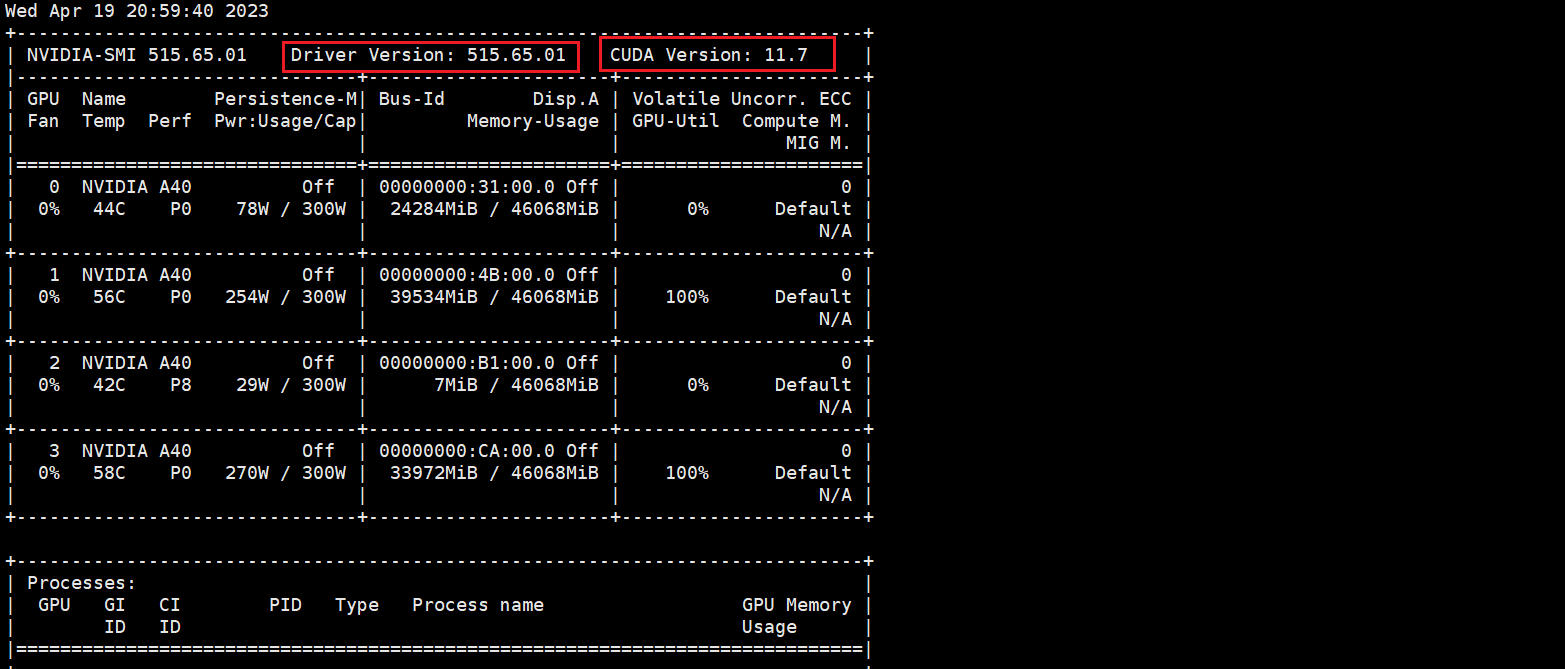 Wed Apr 19 20:59:40 2023
+-----------------------------------------------------------------------------+
| NVIDIA-SMI 515.65.01    Driver Version: 515.65.01    CUDA Version: 11.7     |
|-------------------------------+----------------------+----------------------+
| GPU  Name        Persistence-M| Bus-Id        Disp.A | Volatile Uncorr. ECC |
| Fan  Temp  Perf  Pwr:Usage/Cap|         Memory-Usage | GPU-Util  Compute M. |
|                               |                      |               MIG M. |
|===============================+======================+======================|
|   0  NVIDIA A40          Off  | 00000000:31:00.0 Off |                    0 |
|  0%   44C    P0    78W / 300W |  24284MiB / 46068MiB |      0%      Default |
|                               |                      |                  N/A |
+-------------------------------+----------------------+----------------------+
|   1  NVIDIA A40          Off  | 00000000:4B:00.0 Off |                    0 |
|  0%   56C    P0   254W / 300W |  39534MiB / 46068MiB |    100%      Default |
|                               |                      |                  N/A |
+-------------------------------+----------------------+----------------------+
|   2  NVIDIA A40          Off  | 00000000:B1:00.0 Off |                    0 |
|  0%   42C    P8    29W / 300W |      7MiB / 46068MiB |      0%      Default |
|                               |                      |                  N/A |
+-------------------------------+----------------------+----------------------+
|   3  NVIDIA A40          Off  | 00000000:CA:00.0 Off |                    0 |
|  0%   58C    P0   270W / 300W |  33972MiB / 46068MiB |    100%      Default |
|                               |                      |                  N/A |
+-------------------------------+----------------------+----------------------+

+-----------------------------------------------------------------------------+
| Processes:                                                                  |
|  GPU   GI   CI        PID   Type   Process name                  GPU Memory |
|        ID   ID                                                   Usage      |
|=============================================================================|